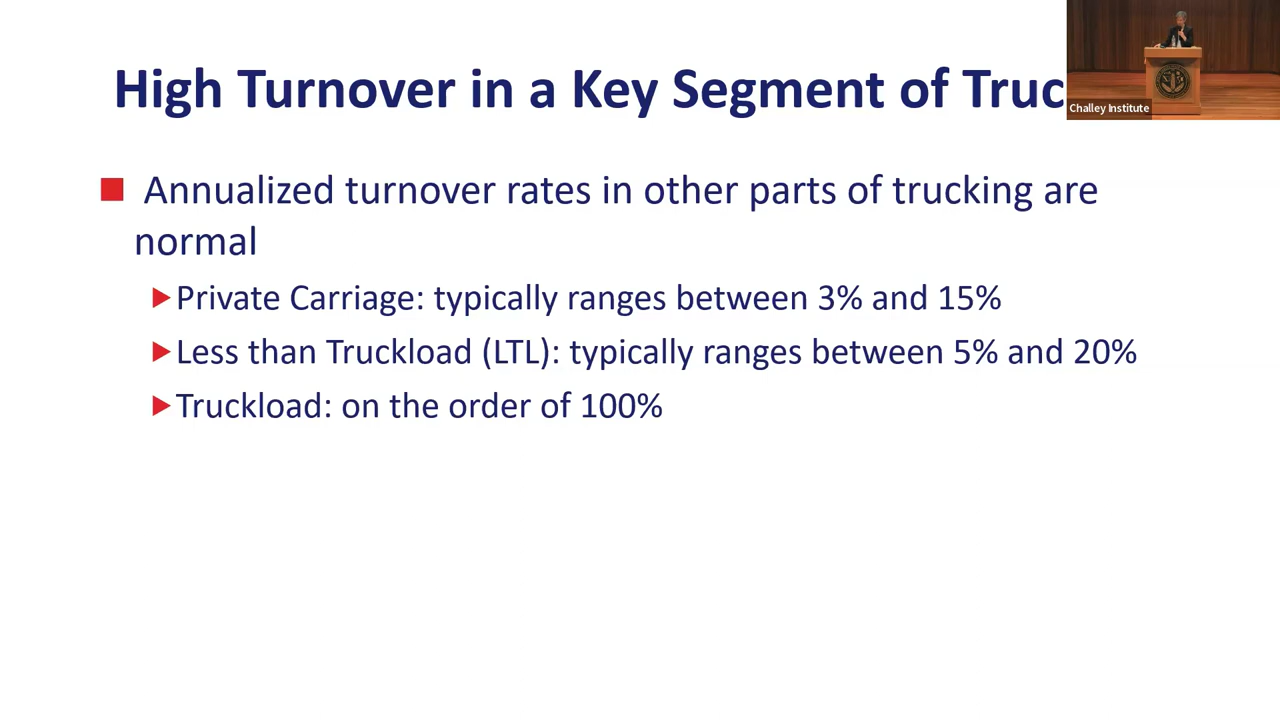 High Turnover in a Key Segment of Truc
Challey Institute
Annualized turnover rates in other parts of trucking are
normal
Private Carriage: typically ranges between 3% and 15%
Less than Truckload (LTL): typically ranges between 5% and 20%
Truckload: on the order of 100%